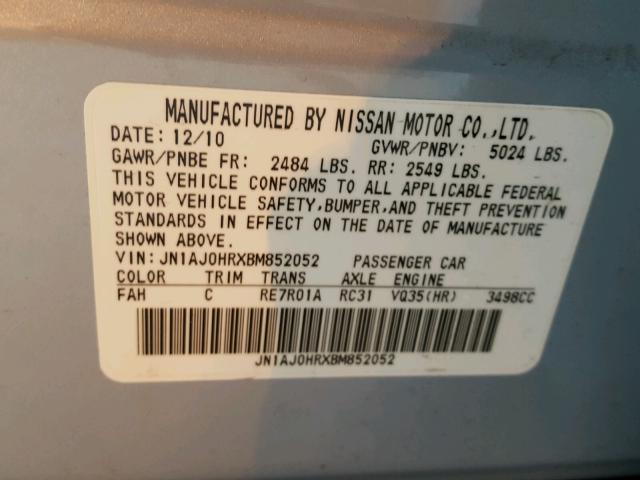 MANUFACTURED BY NISSAN MOTOR CO.,LTD.
DATE: 12/10 GVWR/PNBV: 5024 LBS.
GAWR/PNBE FR: 2484 LBS. RR: 2549 LBS.
THIS VEHICLE CONFORMS TO ALL APPLICABLE FEDERAL
MOTOR VEHICLE SAFETY,BUMPER,AND THEFT PREVENTION
STANDARDS IN EFFECT ON THE DATE OF MANUFACTURE
SHOWN ABOVE.
VIN: JN1AJ0HRXBM852052 PASSENGER CAR
COLOR TRIM TRANS AXLE ENGINE
FAH C RE7R01A RC31 VQ35(HR) 3498CC
JN1AJ0HRXBM852052